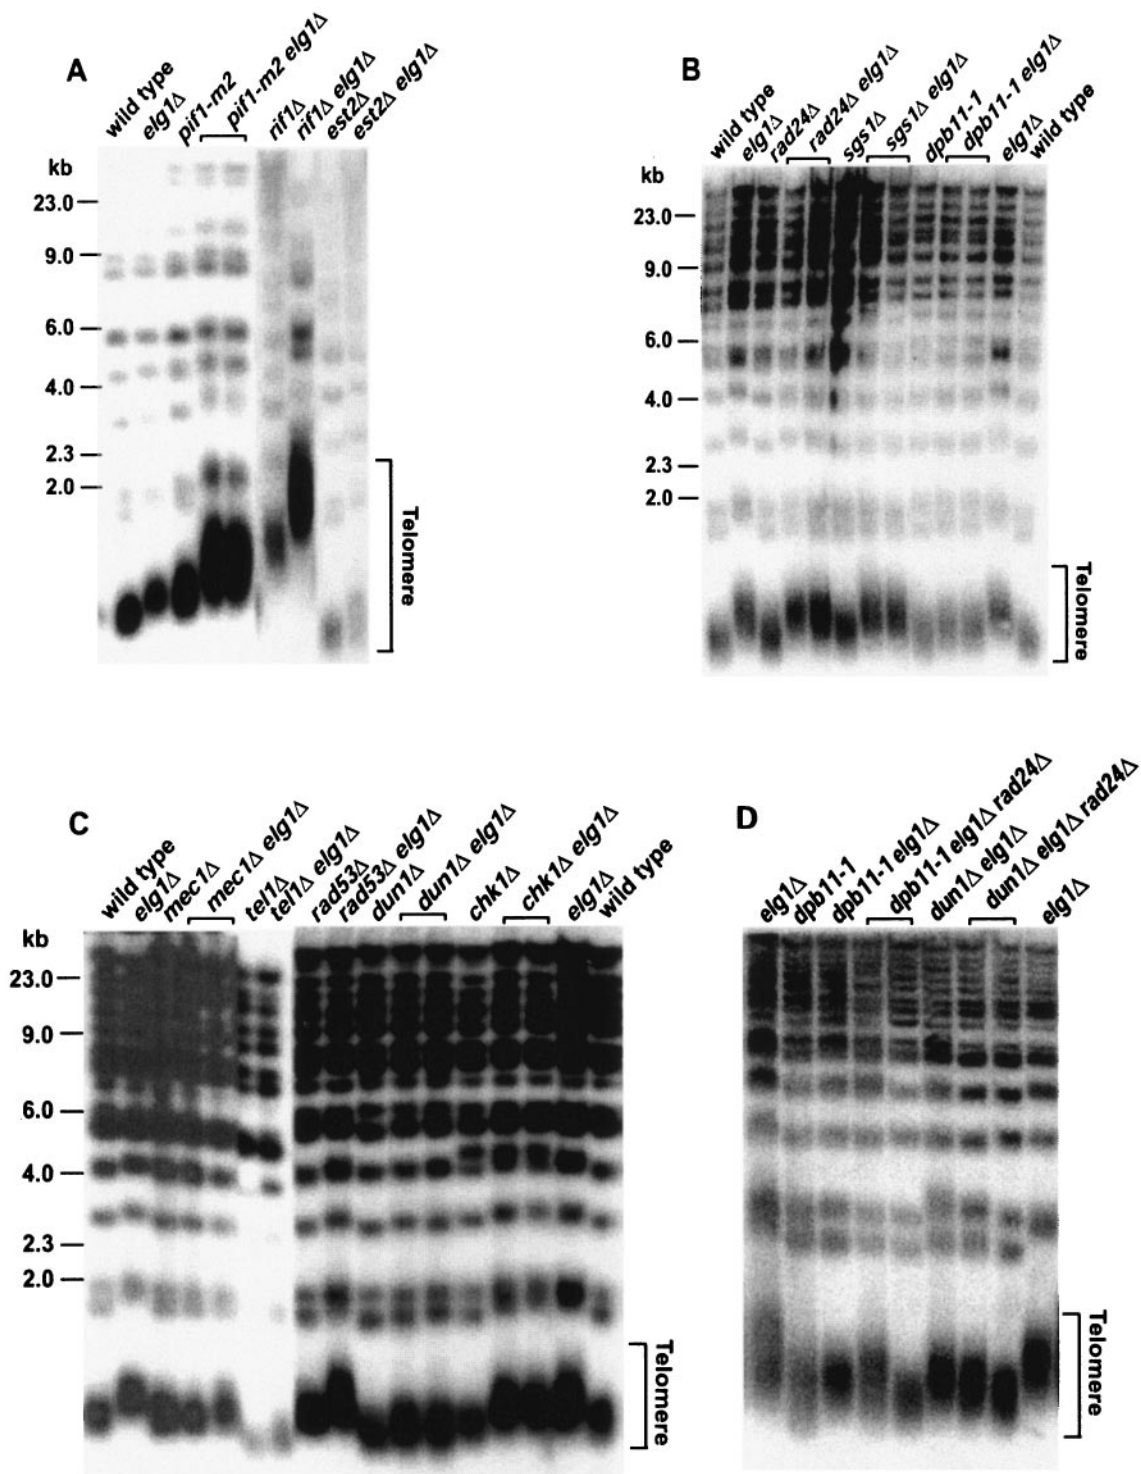 A
wild type
elg1Δ
pif1-m2
pif1-m2 elg1Δ
rif1Δ
rif1Δ elg1Δ
est2Δ
est2Δ elg1Δ
kb
23.0
9.0
6.0
4.0
2.3
2.0
Telomere
B
wild type
elg1Δ
rad24Δ
rad24Δ elg1Δ
sgs1Δ
sgs1Δ elg1Δ
dpb11-1
dpb11-1 elg1Δ
elg1Δ
wild type
kb
23.0
9.0
6.0
4.0
2.3
2.0
Telomere
C
wild type
elg1Δ
mec1Δ
mec1Δ elg1Δ
tel1Δ
tel1Δ elg1Δ
rad53Δ
rad53Δ elg1Δ
dun1Δ
dun1Δ elg1Δ
chk1Δ
chk1Δ elg1Δ
elg1Δ
wild type
kb
23.0
9.0
6.0
4.0
2.3
2.0
Telomere
D
elg1Δ
dpb11-1
dpb11-1 elg1Δ
dpb11-1 elg1Δ rad24Δ
dun1Δ elg1Δ
dun1Δ elg1Δ rad24Δ
elg1Δ
Telomere